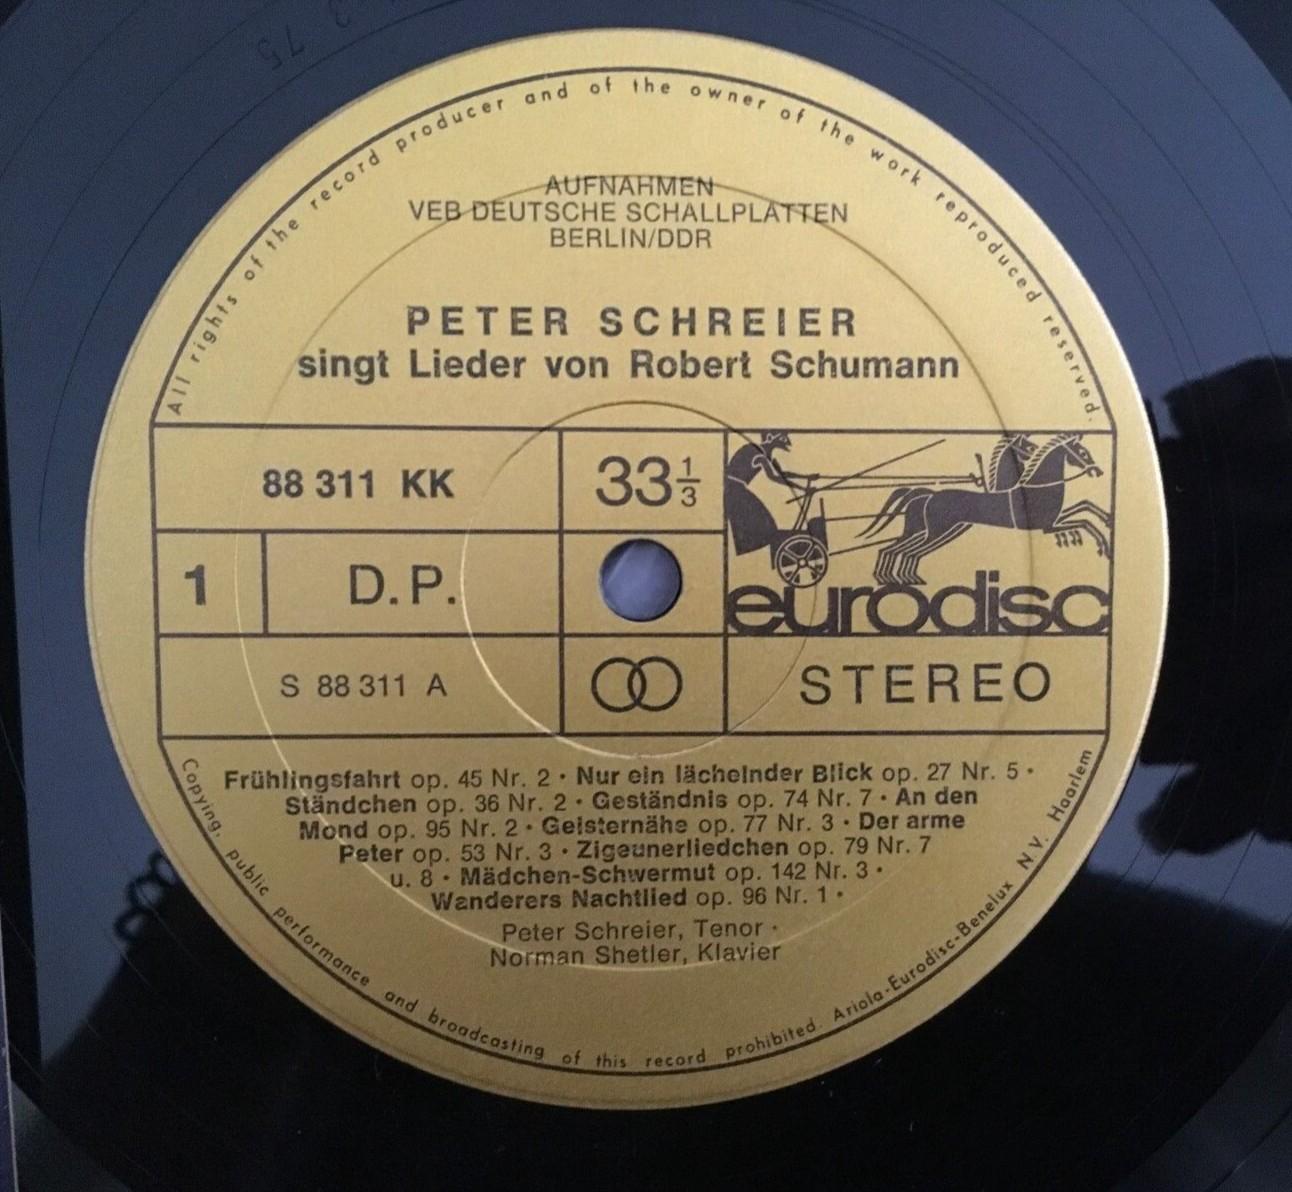 All rights of the record producer and of the owner of the work reproduced reserved.
AUFNAHMEN
VEB DEUTSCHE SCHALLPLATTEN
BERLIN/DDR
PETER SCHREIER
singt Lieder von Robert Schumann
88 311 KK
33 1/3
1
D.P.
eurodisc
S 88 311 A
STEREO
Frühlingsfahrt op. 45 Nr. 2 · Nur ein lächelnder Blick op. 27 Nr. 5 ·
Ständchen op. 36 Nr. 2 · Geständnis op. 74 Nr. 7 · An den
Mond op. 95 Nr. 2 · Geisternähe op. 77 Nr. 3 · Der arme
Peter op. 53 Nr. 3 · Zigeunerliedchen op. 79 Nr. 7
u. 8 · Mädchen-Schwermut op. 142 Nr. 3 ·
Wanderers Nachtlied op. 96 Nr. 1 ·
Peter Schreier, Tenor ·
Norman Shetler, Klavier
Copying, public performance and broadcasting of this record prohibited. Ariola-Eurodisc-Benelux N.V. Haarlem
3 75